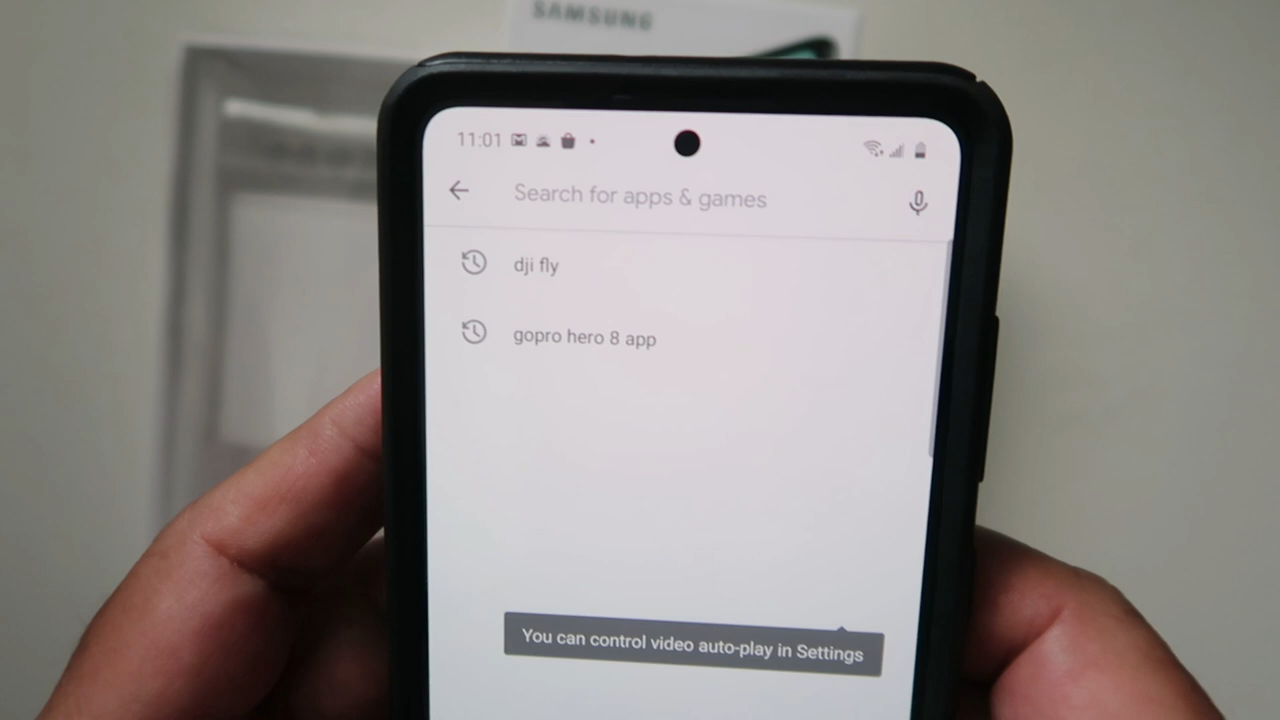 SAMSUNG
11:01
Search for apps & games
dji fly
gopro hero 8 app
You can control video auto-play in Settings